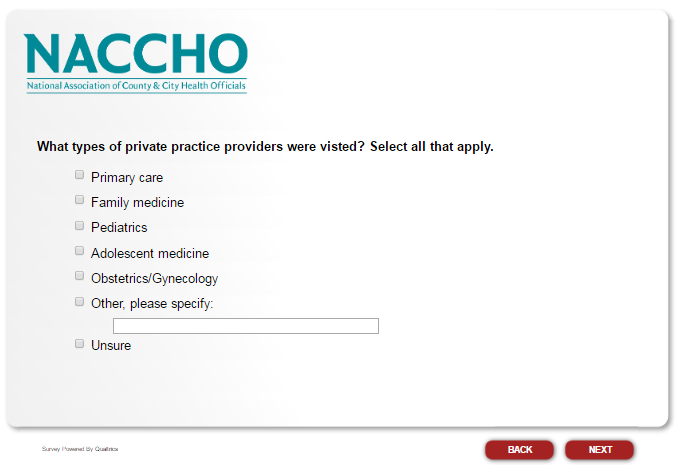 NACCHO
National Association of County & City Health Officials
What types of private practice providers were visted? Select all that apply.
Primary care
Family medicine
Pediatrics
Adolescent medicine
Obstetrics/Gynecology
Other, please specify:
Unsure
Survey Powered By Qualtrics
BACK
NEXT